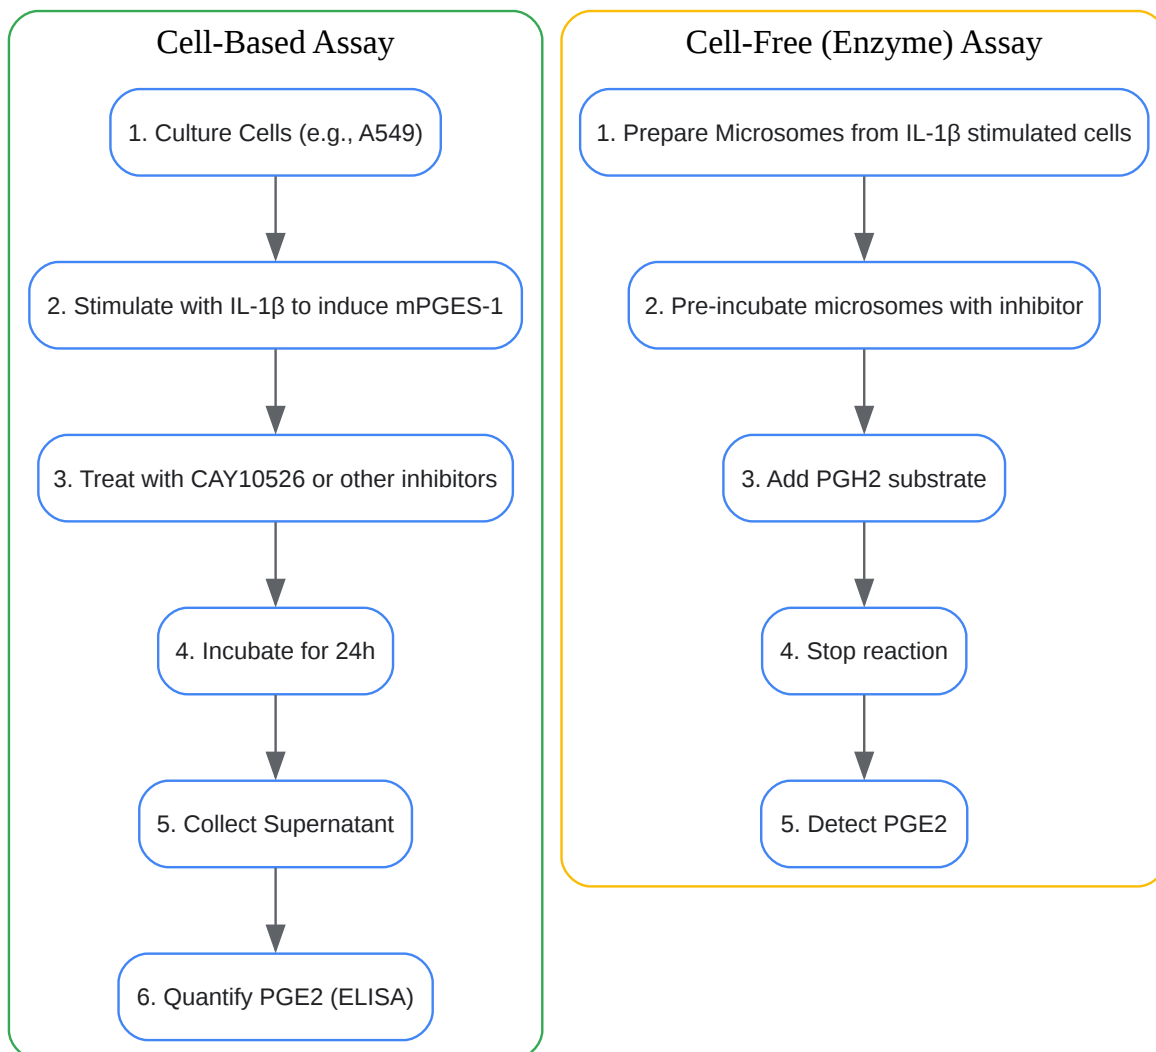 Cell-Based Assay
1. Culture Cells (e.g., A549)
2. Stimulate with IL-1β to induce mPGES-1
3. Treat with CAY10526 or other inhibitors
4. Incubate for 24h
5. Collect Supernatant
6. Quantify PGE2 (ELISA)
Cell-Free (Enzyme) Assay
1. Prepare Microsomes from IL-1β stimulated cells
2. Pre-incubate microsomes with inhibitor
3. Add PGH2 substrate
4. Stop reaction
5. Detect PGE2